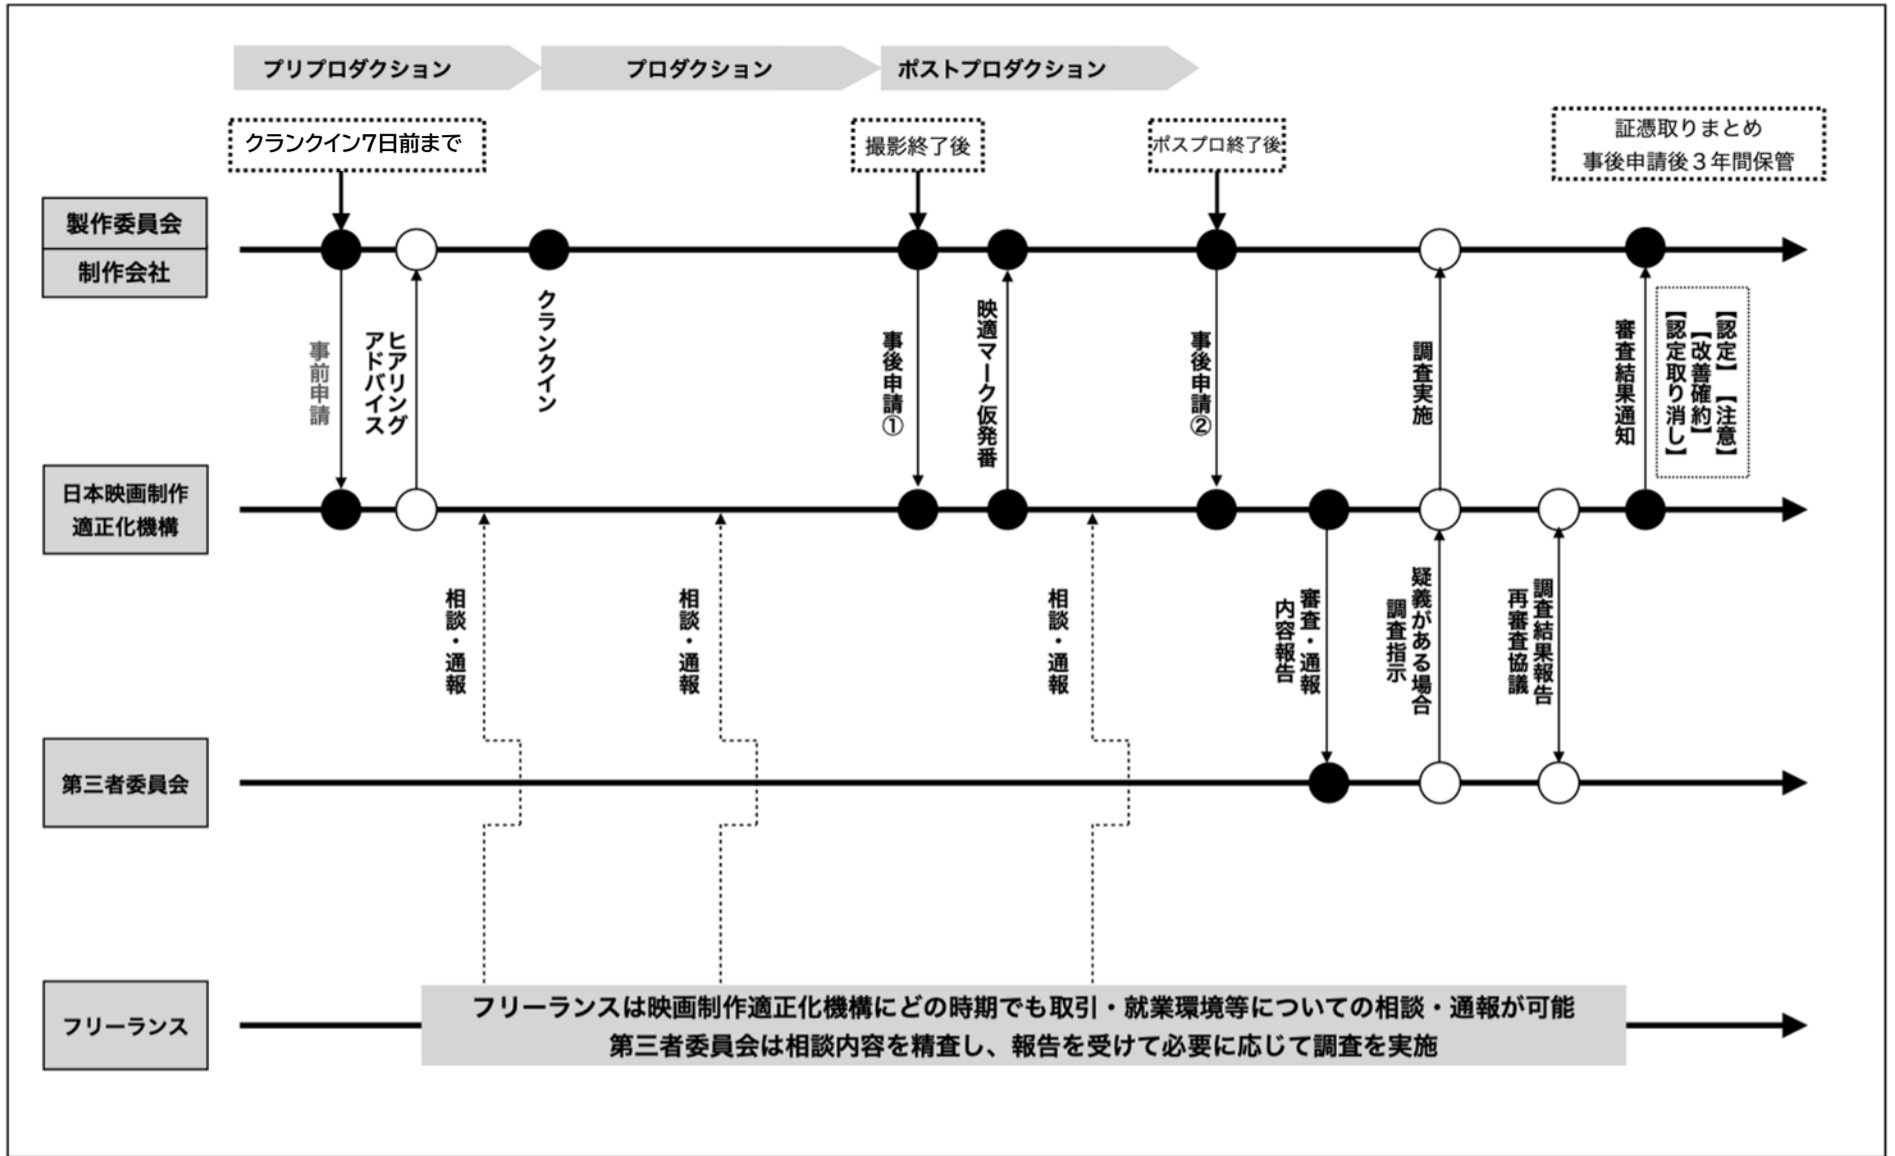 プリプロダクション
プロダクション
ポストプロダクション
クランクイン7日前まで
撮影終了後
ポスプロ終了後
証憑取りまとめ
事後申請後３年間保管
製作委員会
制作会社
事前申請
ヒアリング
アドバイス
クランクイン
事後申請①
映適マーク仮発番
事後申請②
調査実施
審査結果通知
【認定】【注意】
【改善確約】
【認定取り消し】
日本映画制作
適正化機構
相談・通報
相談・通報
相談・通報
審査・通報
内容報告
疑義がある場合
調査指示
調査結果報告
再審査協議
第三者委員会
フリーランス
フリーランスは映画制作適正化機構にどの時期でも取引・就業環境等についての相談・通報が可能
第三者委員会は相談内容を精査し、報告を受けて必要に応じて調査を実施